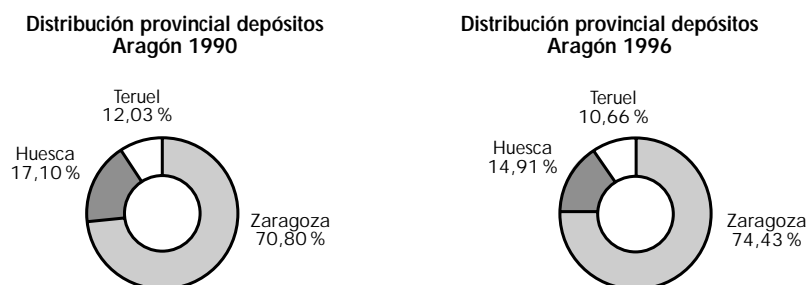 Distribución provincial depósitos
Aragón 1990
Teruel
12,03 %
Huesca
17,10 %
Zaragoza
70,80 %
Distribución provincial depósitos
Aragón 1996
Teruel
10,66 %
Huesca
14,91 %
Zaragoza
74,43 %